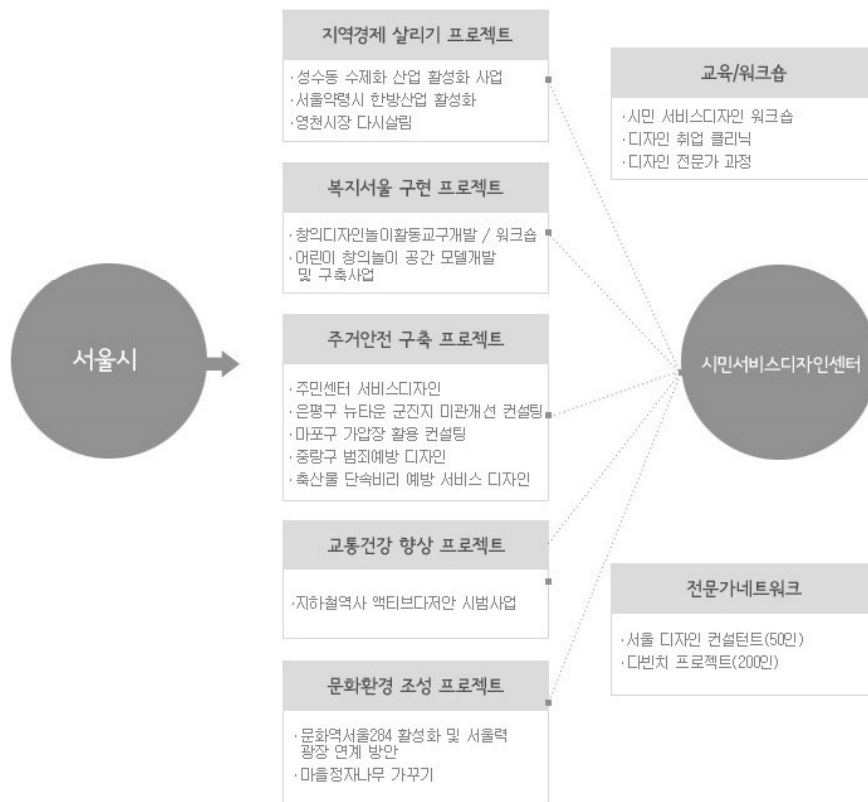 서울시
지역경제 살리기 프로젝트
·성수동 수제화 산업 활성화 사업
·서울약령시 한방산업 활성화
·영천시장 다시살림
복지서울 구현 프로젝트
·창의디자인놀이활동교구개발 / 워크숍
·어린이 창의놀이 공간 모델개발
및 구축사업
주거안전 구축 프로젝트
·주민센터 서비스디자인
·은평구 뉴타운 군진지 미관개선 컨설팅
·마포구 가압장 활용 컨설팅
·중랑구 범죄예방 디자인
·축산물 단속비리 예방 서비스 디자인
교통건강 향상 프로젝트
·지하철역사 액티브다저안 시범사업
문화환경 조성 프로젝트
·문화역서울284 활성화 및 서울력
광장 연계 방안
·마을정자나무 가꾸기
교육/워크숍
·시민 서비스디자인 워크숍
·디자인 취업 클리닉
·디자인 전문가 과정
시민서비스디자인센터
전문가네트워크
·서울 디자인 컨설턴트(50인)
·다빈치 프로젝트(200인)